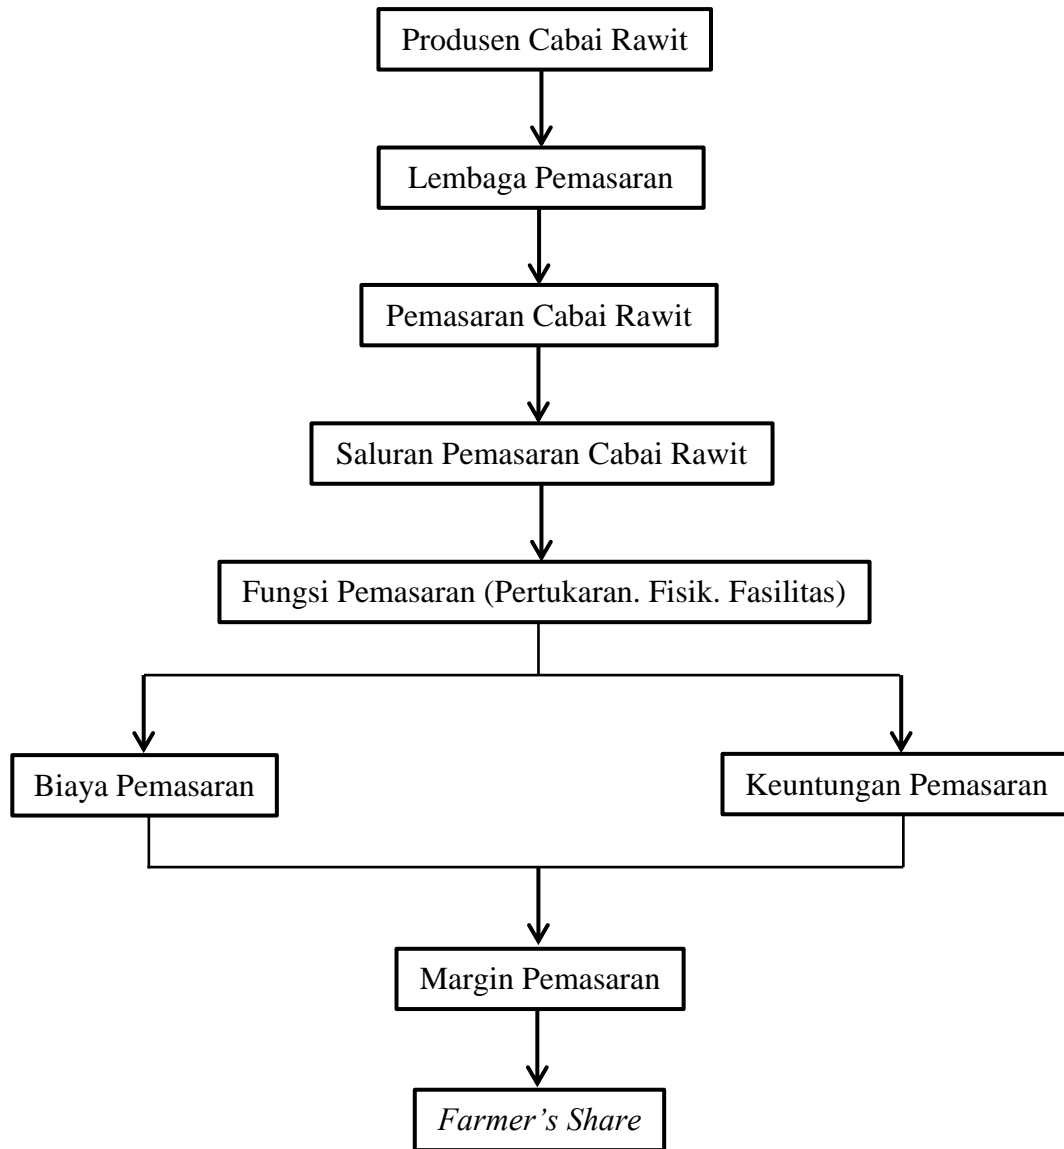 Produsen Cabai Rawit
Lembaga Pemasaran
Pemasaran Cabai Rawit
Saluran Pemasaran Cabai Rawit
Fungsi Pemasaran (Pertukaran. Fisik. Fasilitas)
Biaya Pemasaran
Keuntungan Pemasaran
Margin Pemasaran
Farmer’s Share